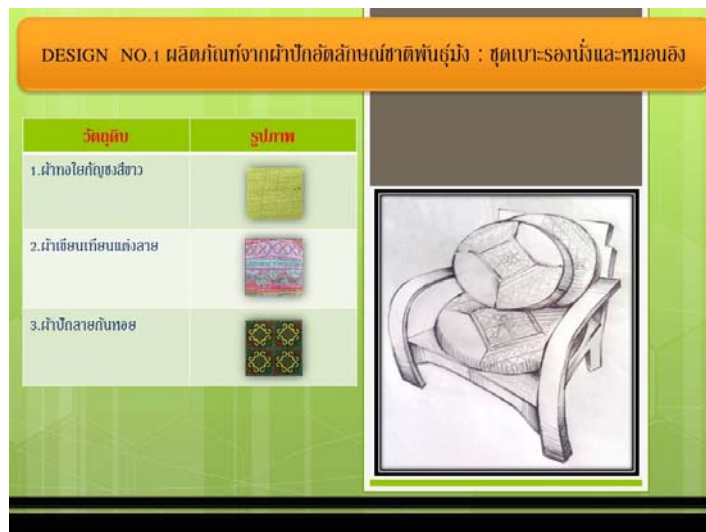 DESIGN NO.1 ผลิตภัณฑ์จากผ้าปักอัตลักษณ์ชาติพันธุ์ม้ง : ชุดเบาะรองนั่งและหมอนอิง
วัตถุดิบ รูปภาพ
1.ผ้าทอใยกัญชงสีขาว
2.ผ้าเขียนเทียนแต่งลาย
3.ผ้าปักลายก้นหอย